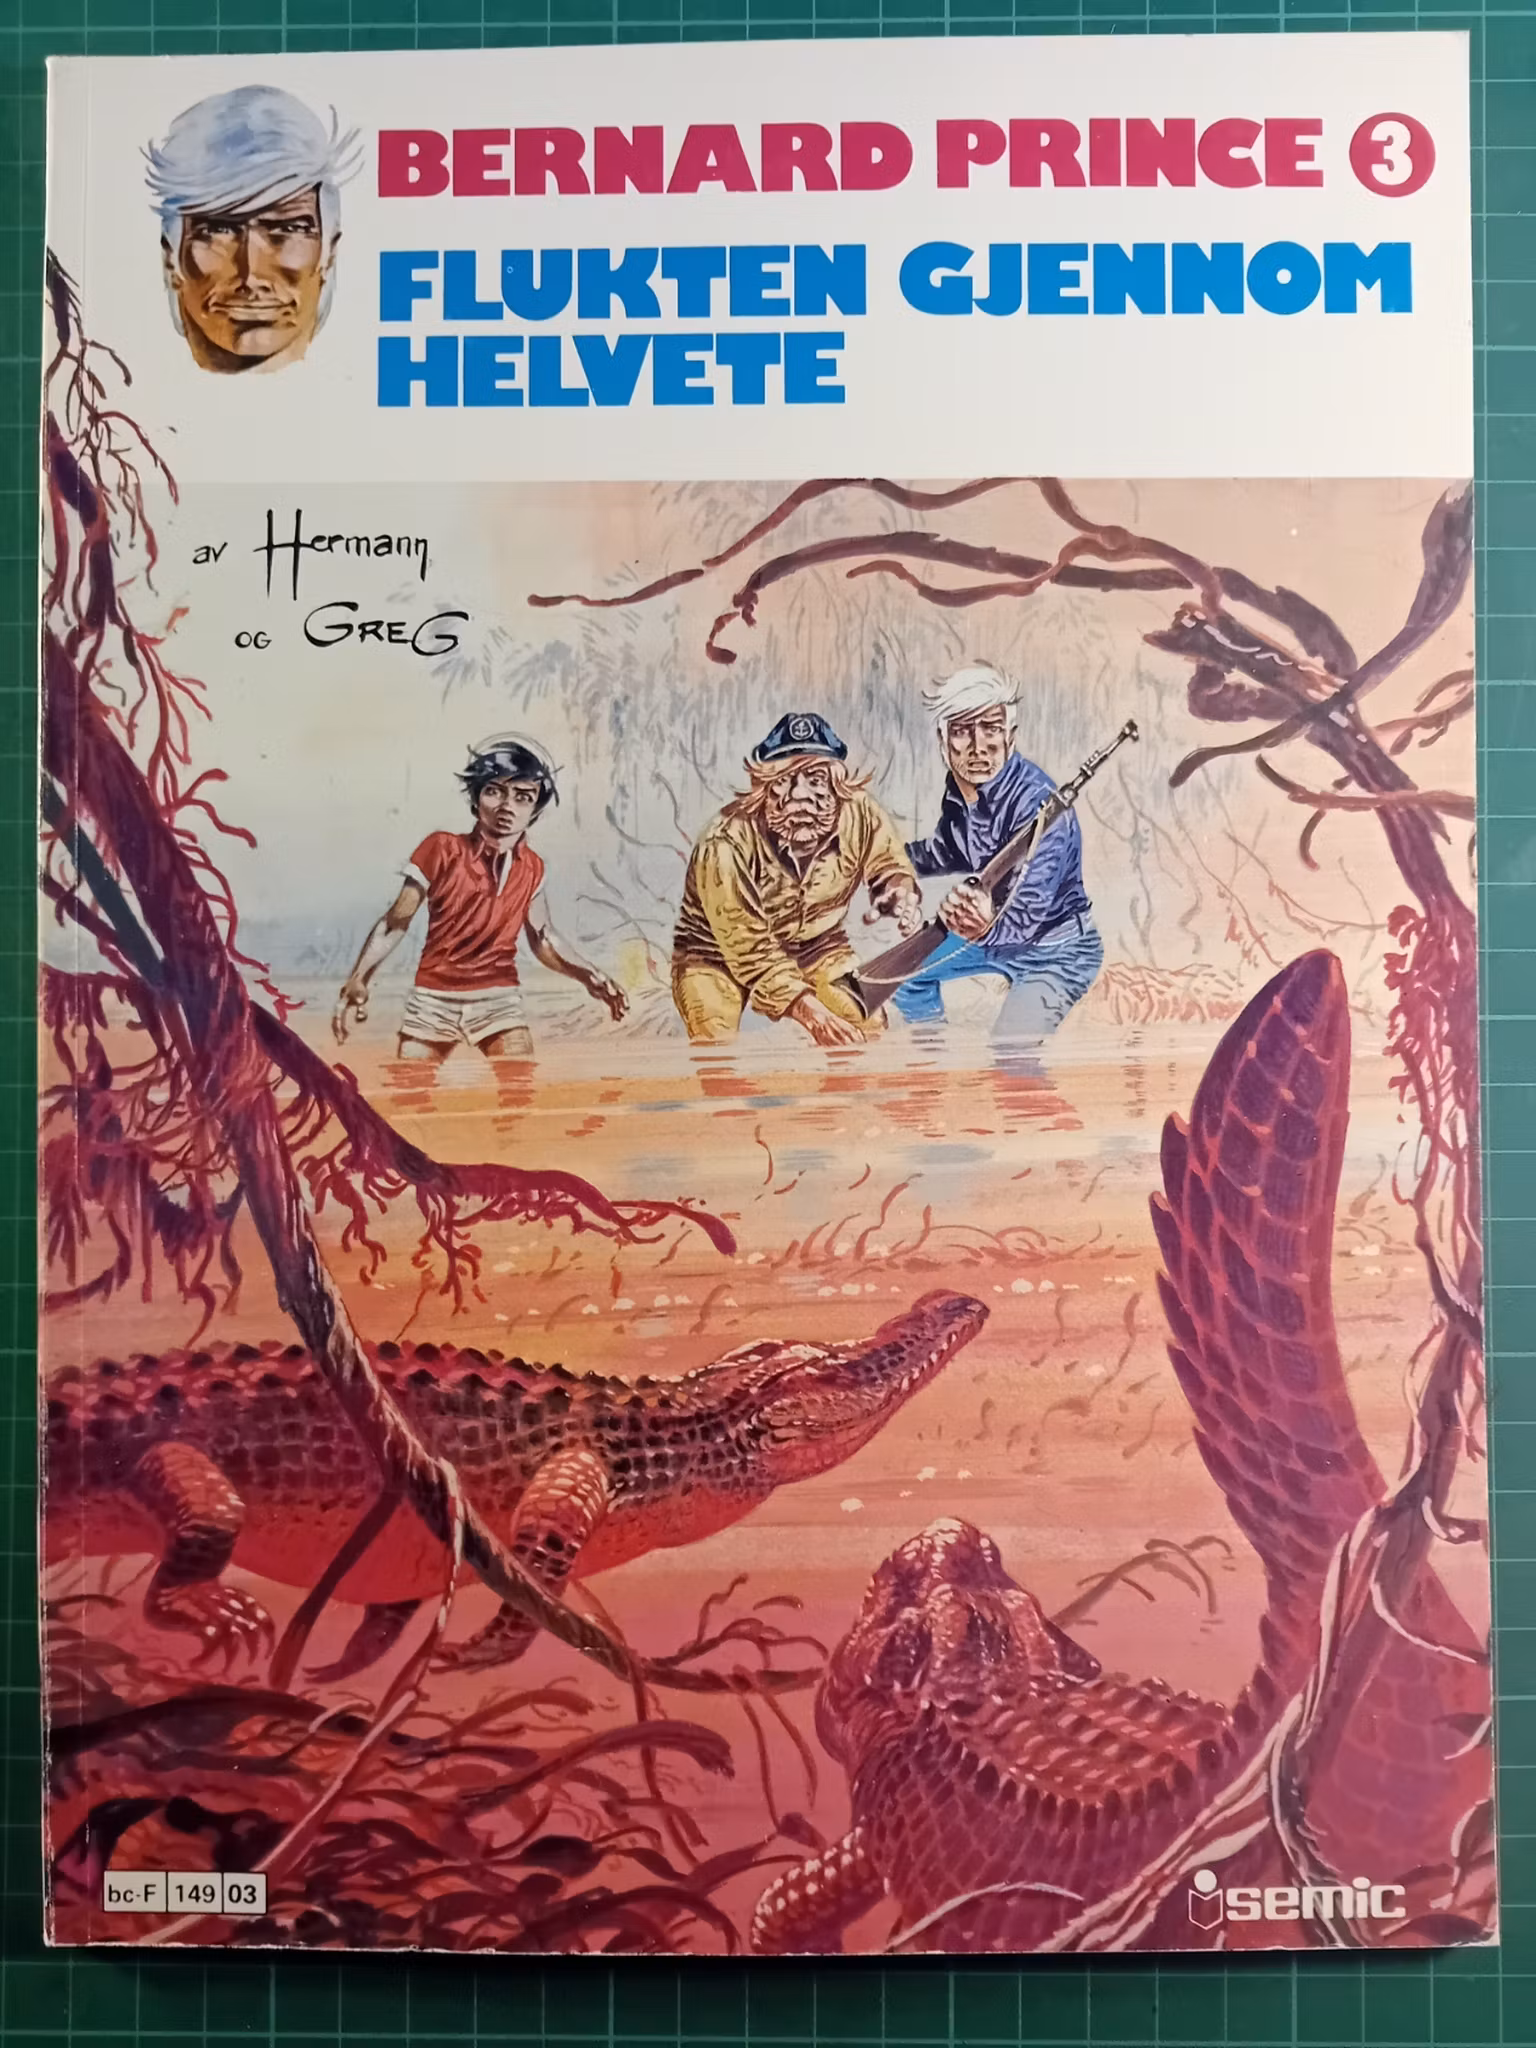 BERNARD PRINCE 3
FLUKTEN GJENNOM
HELVETE
av Hermann
OG GREG
bc-F 149 03
semic